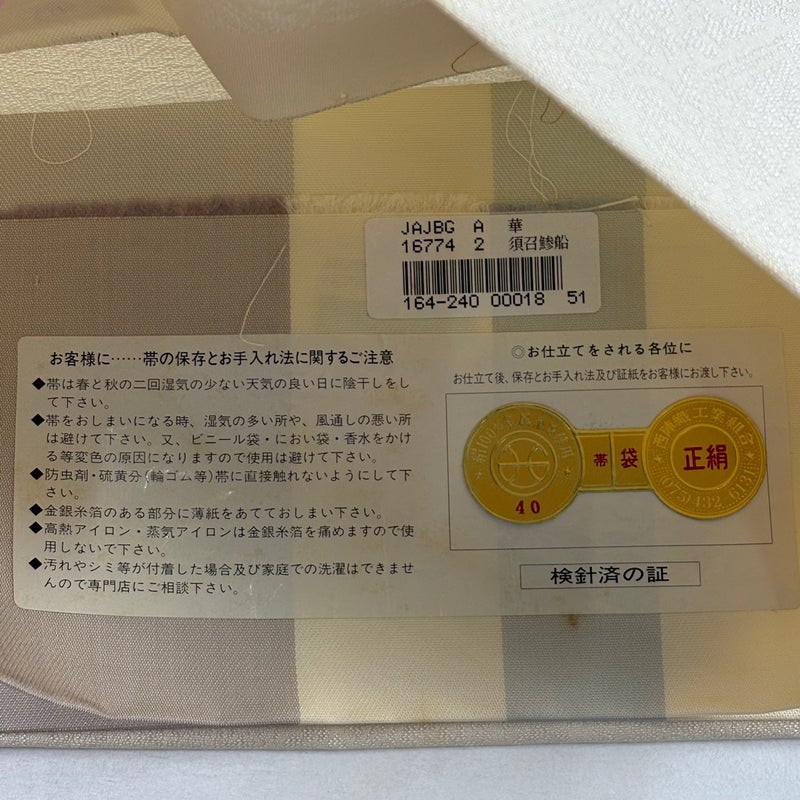 JAJBG A 華
16774 2 須召鯵船
164-240 00018 51
お客様に……帯の保存とお手入れ法に関するご注意
◆帯は春と秋の二回湿気の少ない天気の良い日に陰干しをし
て下さい。
◆帯をおしまいになる時、湿気の多い所や、風通しの悪い所
は避けて下さい。又、ビニール袋・におい袋・香水をかけ
る等変色の原因になりますので使用は避けて下さい。
◆防虫剤・硫黄分(輪ゴム等)帯に直接触れないようにして下
さい。
◆金銀糸箔のある部分に薄紙をあてておしまい下さい。
◆高熱アイロン・蒸気アイロンは金銀糸箔を痛めますので使
用しないで下さい。
◆汚れやシミ等が付着した場合及び家庭での洗濯はできませ
んので専門店にご相談下さい。
◎お仕立てをされる各位に
お仕立て後、保存とお手入れ法及び証紙をお客様にお渡し下さい。
40
帯袋
西陣織工業組合
正絹
検針済の証